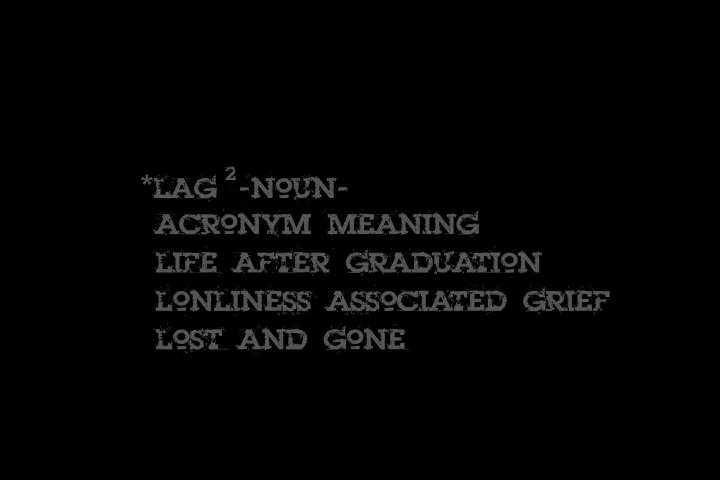 *LAG ² -NOUN-
ACRONYM MEANING
LIFE AFTER GRADUATION
LONLINESS ASSOCIATED GRIEF
LOST AND GONE